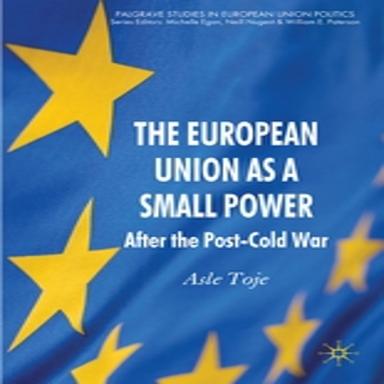 PALGRAVE STUDIES IN EUROPEAN UNION POLITICS
Series Editors: Michelle Egan, Neill Nugent & William E. Paterson
THE EUROPEAN
UNION AS A
SMALL POWER
After the Post-Cold War
Asle Toje